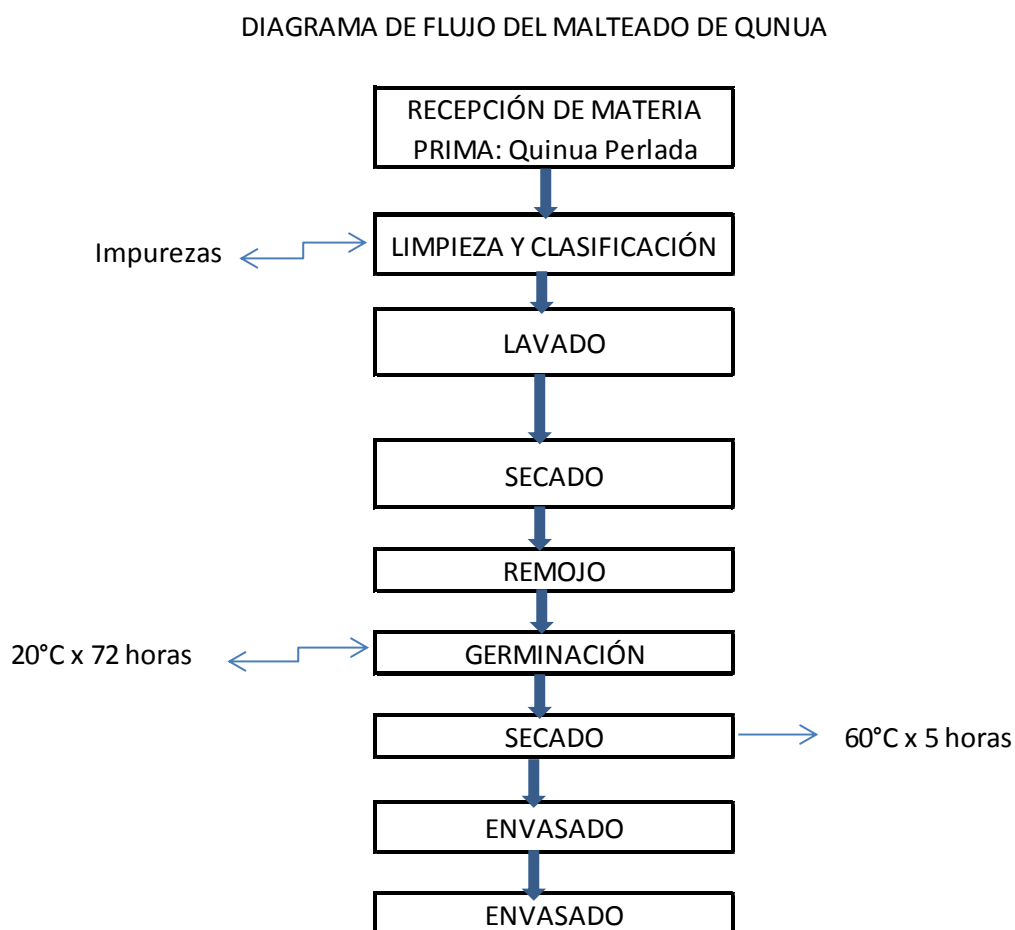 DIAGRAMA DE FLUJO DEL MALTEADO DE QUNUA
RECEPCIÓN DE MATERIA
PRIMA: Quinua Perlada
Impurezas
LIMPIEZA Y CLASIFICACIÓN
LAVADO
SECADO
REMOJO
20°C x 72 horas
GERMINACIÓN
SECADO
60°C x 5 horas
ENVASADO
ENVASADO